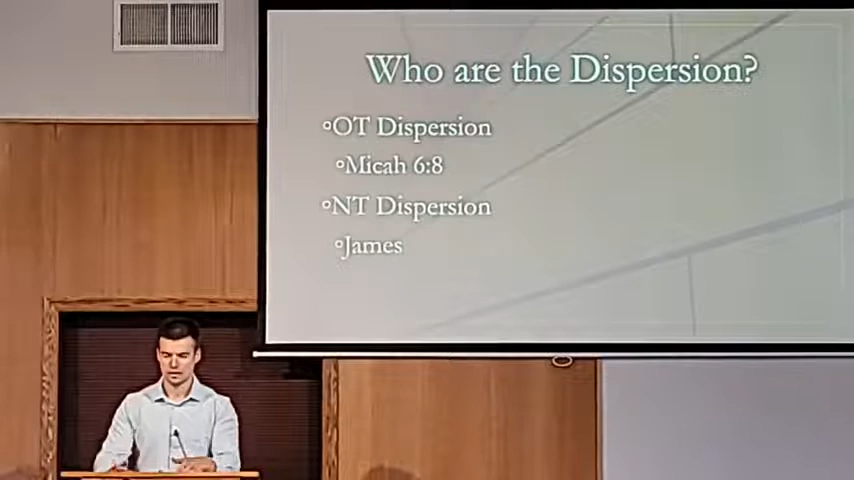 Who are the Dispersion?
OT Dispersion
Micah 6:8
NT Dispersion
James